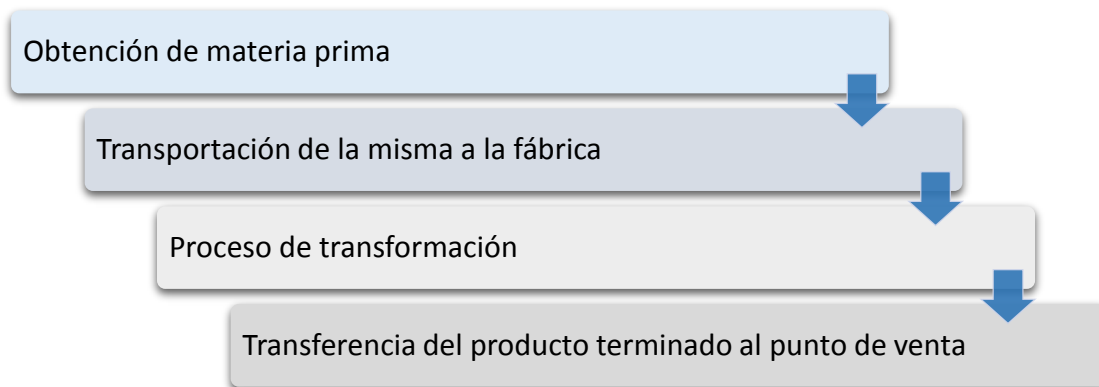 Obtención de materia prima
Transportación de la misma a la fábrica
Proceso de transformación
Transferencia del producto terminado al punto de venta